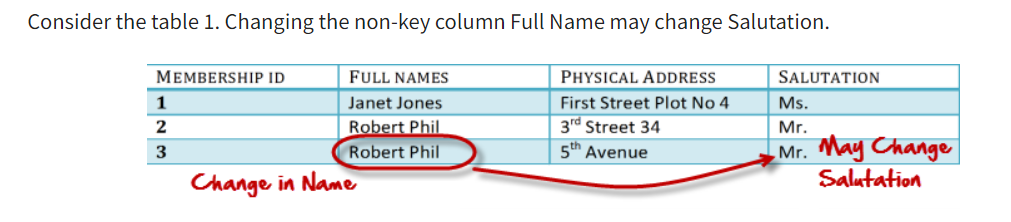 Consider the table 1. Changing the non-key column Full Name may change Salutation.
MEMBERSHIP ID FULL NAMES PHYSICAL ADDRESS SALUTATION
1 Janet Jones First Street Plot No 4 Ms.
2 Robert Phil 3rd Street 34 Mr.
3 Robert Phil 5th Avenue Mr. May Change
Change in Name Salutation